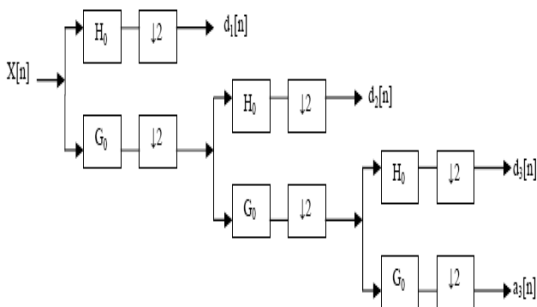 H₀ ↓2 d₁[n]
X[n]
G₀ ↓2 H₀ ↓2 d₂[n]
G₀ ↓2 H₀ ↓2 d₃[n]
G₀ ↓2 a₃[n]